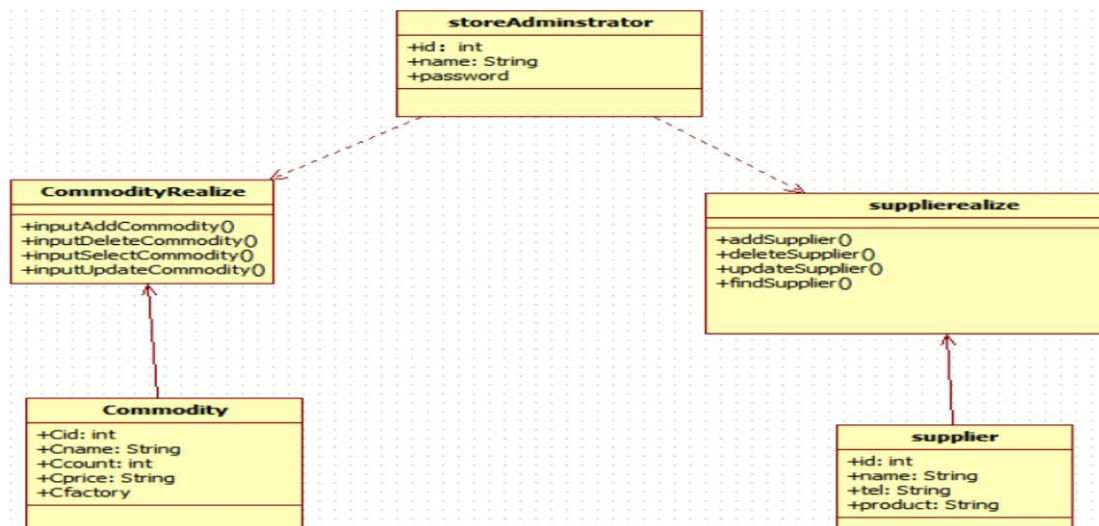 storeAdminstrator
+id: int
+name: String
+password
CommodityRealize
+inputAddCommodity()
+inputDeleteCommodity()
+inputSelectCommodity()
+inputUpdateCommodity()
supplierealize
+addSupplier()
+deleteSupplier()
+updateSupplier()
+findSupplier()
Commodity
+Cid: int
+Cname: String
+Ccount: int
+Cprice: String
+Cfactory
supplier
+id: int
+name: String
+tel: String
+product: String